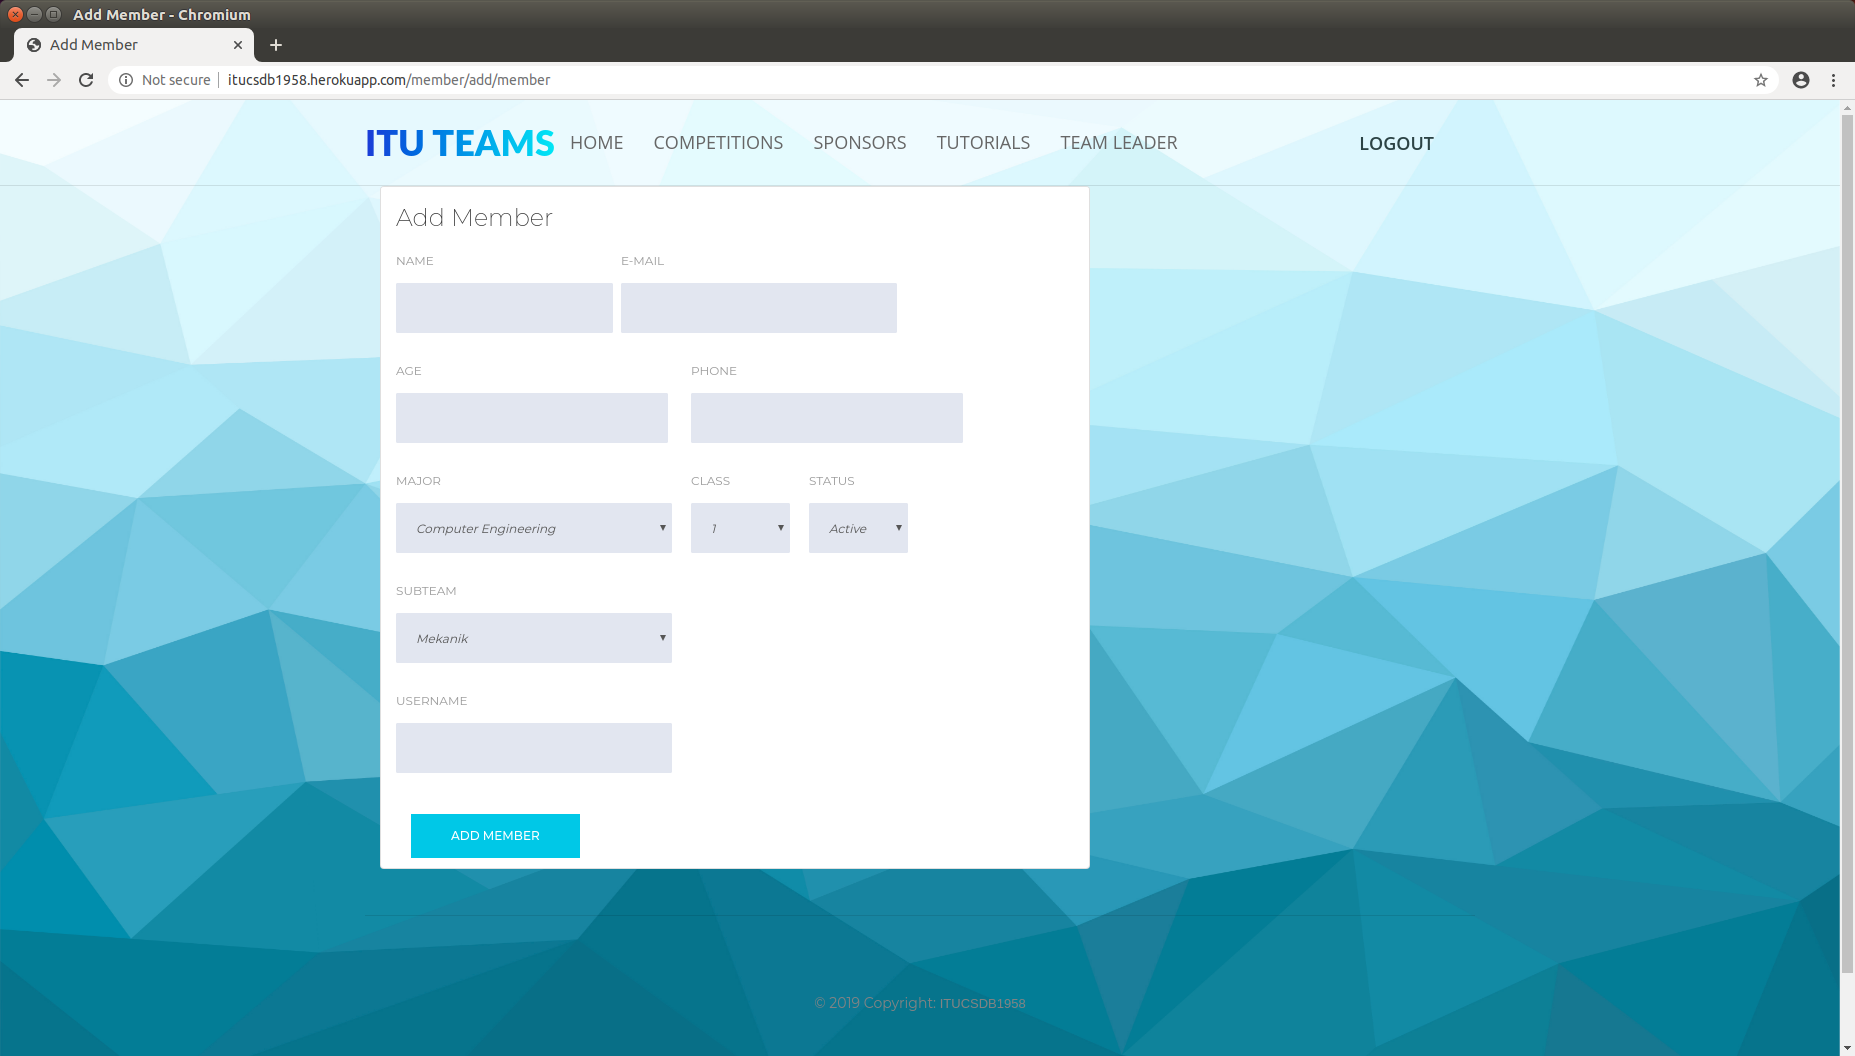 Add Member - Chromium
Add Member
Not secure itucsdb1958.herokuapp.com/member/add/member
ITU TEAMS HOME COMPETITIONS SPONSORS TUTORIALS TEAM LEADER LOGOUT
Add Member
NAME E-MAIL
AGE PHONE
MAJOR CLASS STATUS
Computer Engineering 1 Active
SUBTEAM
Mekanik
USERNAME
ADD MEMBER
© 2019 Copyright: ITUCSDB1958